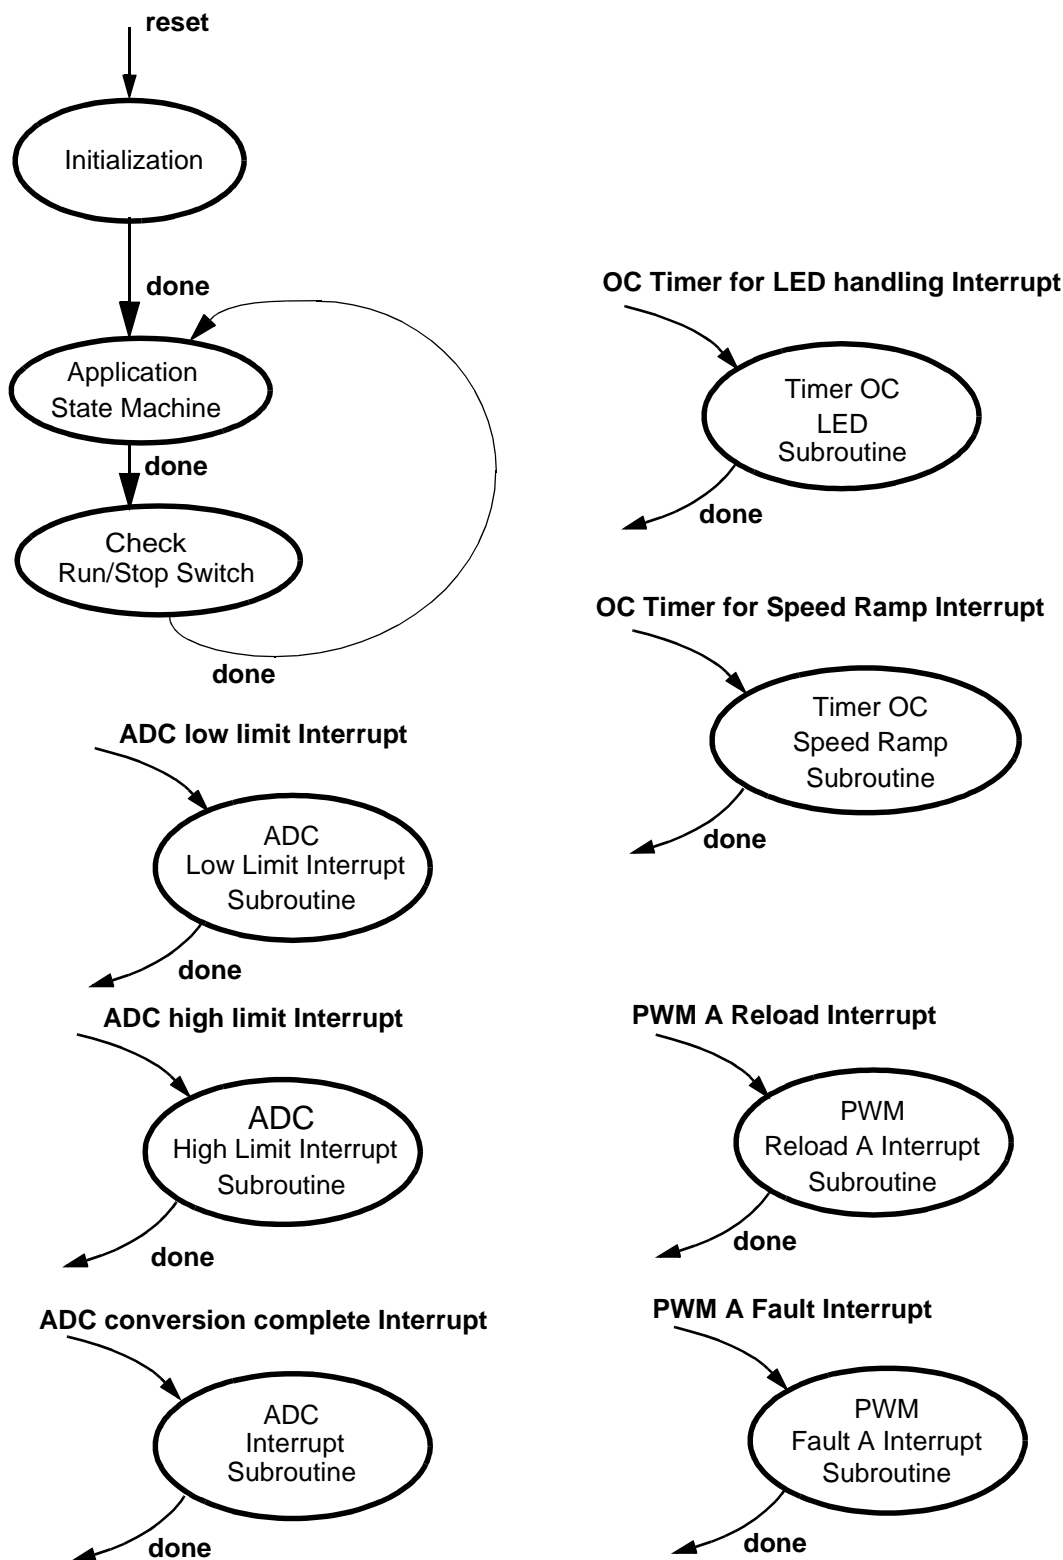 reset
Initialization
done
Application
State Machine
done
Check
Run/Stop Switch
done
OC Timer for LED handling Interrupt
Timer OC
LED
Subroutine
done
OC Timer for Speed Ramp Interrupt
Timer OC
Speed Ramp
Subroutine
done
ADC low limit Interrupt
ADC
Low Limit Interrupt
Subroutine
done
ADC high limit Interrupt
ADC
High Limit Interrupt
Subroutine
done
PWM A Reload Interrupt
PWM
Reload A Interrupt
Subroutine
done
ADC conversion complete Interrupt
ADC
Interrupt
Subroutine
done
PWM A Fault Interrupt
PWM
Fault A Interrupt
Subroutine
done